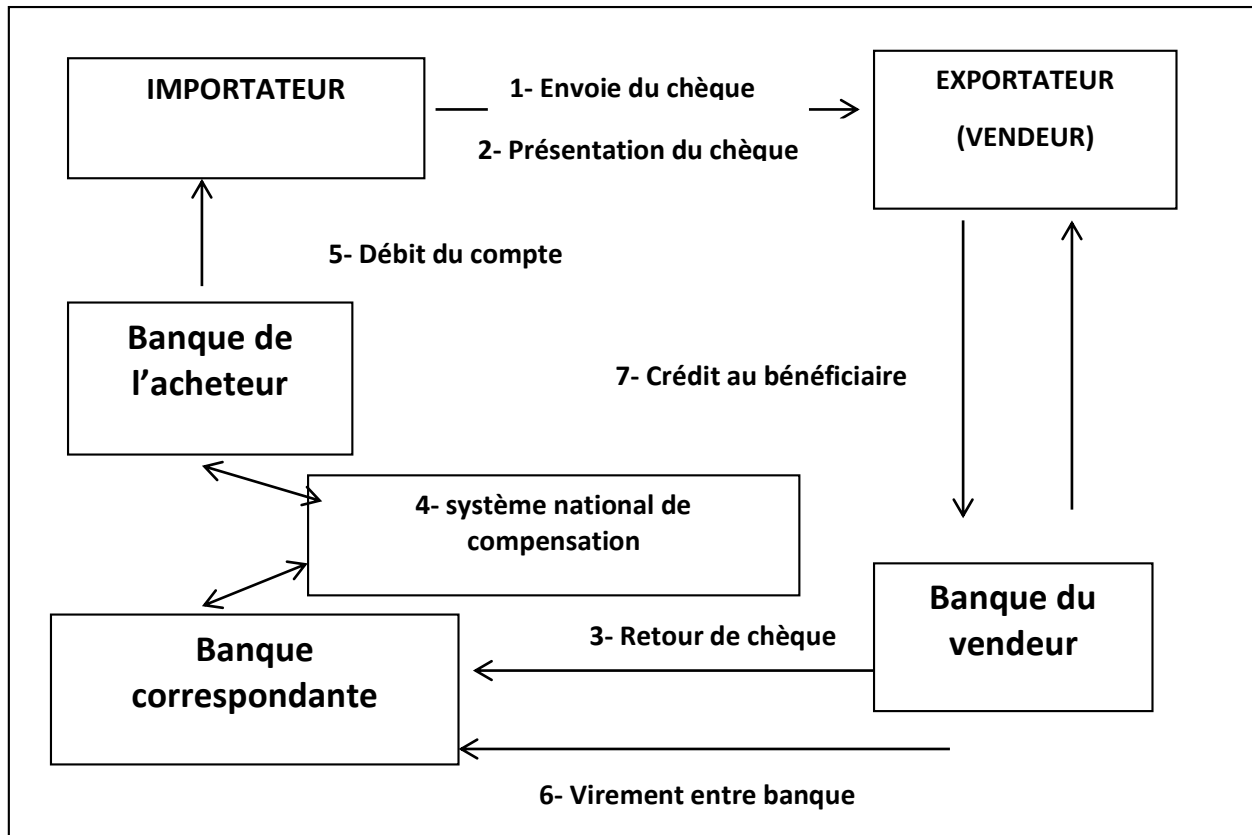 IMPORTATEUR
1- Envoie du chèque
EXPORTATEUR
(VENDEUR)
2- Présentation du chèque
5- Débit du compte
Banque de
l’acheteur
7- Crédit au bénéficiaire
4- système national de
compensation
Banque du
vendeur
3- Retour de chèque
Banque
correspondante
6- Virement entre banque